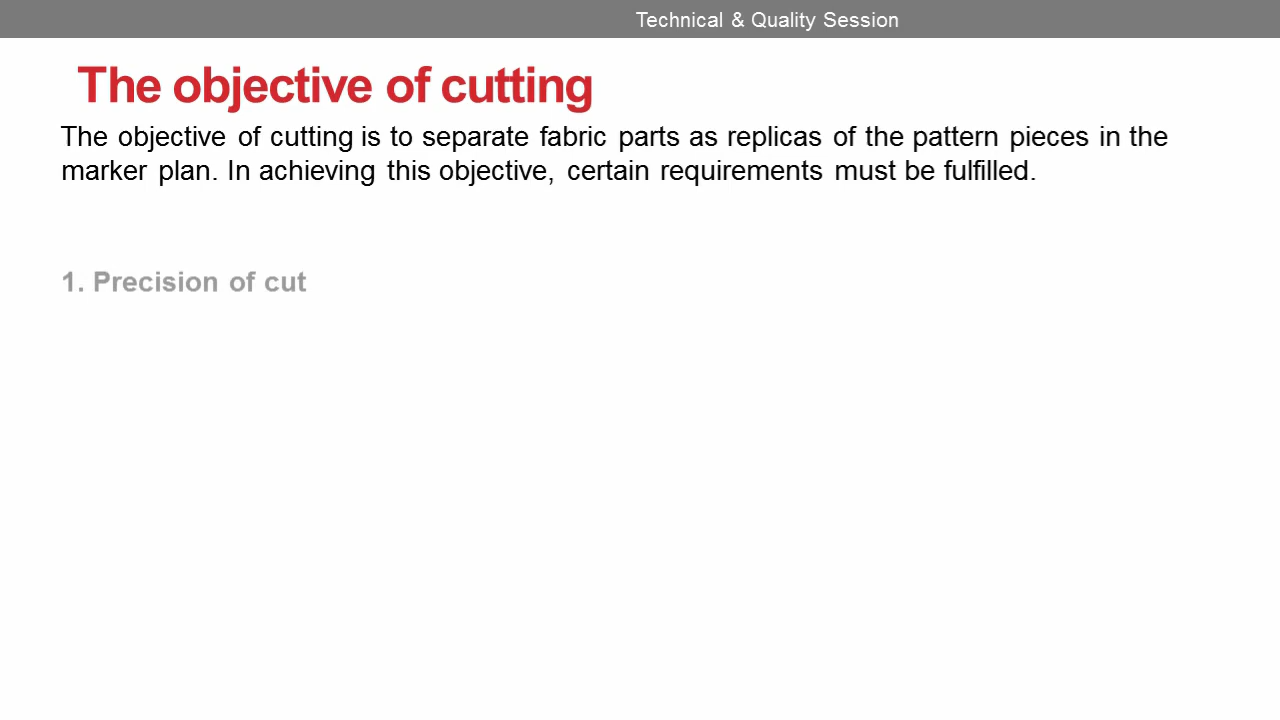 Technical & Quality Session
The objective of cutting
The objective of cutting is to separate fabric parts as replicas of the pattern pieces in the
marker plan. In achieving this objective, certain requirements must be fulfilled.
1. Precision of cut